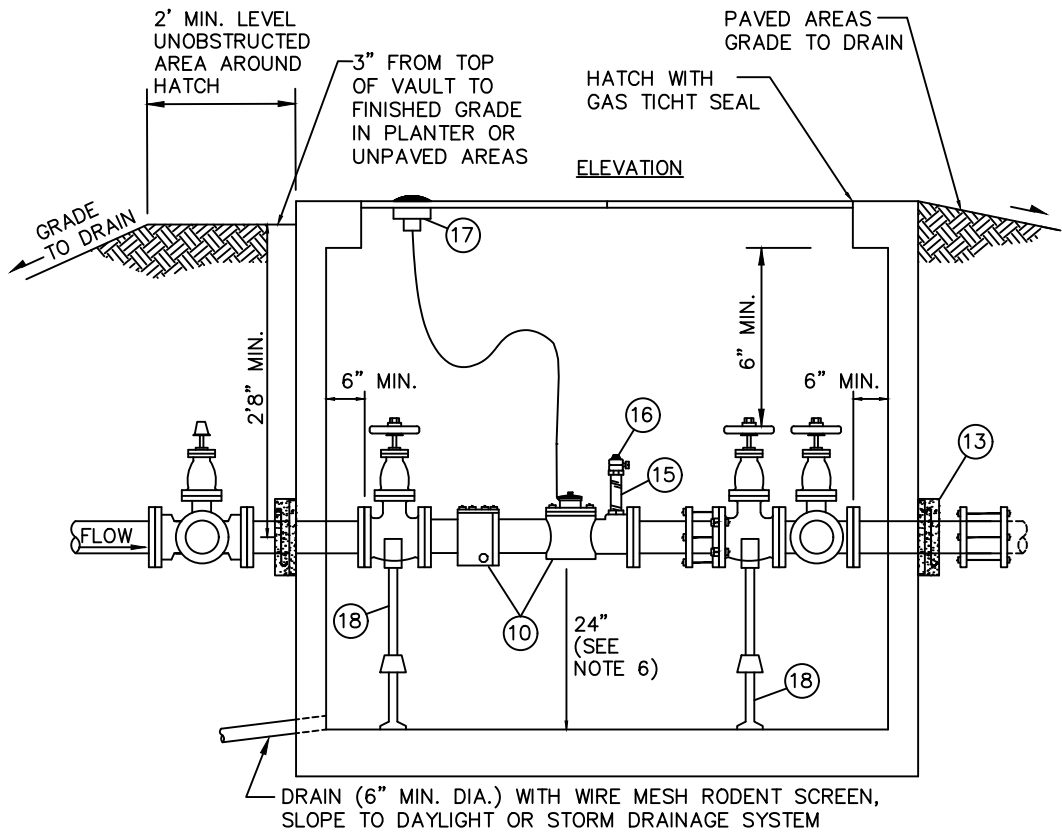 2' MIN. LEVEL
UNOBSTRUCTED
AREA AROUND
HATCH
3" FROM TOP
OF VAULT TO
FINISHED GRADE
IN PLANTER OR
UNPAVED AREAS
PAVED AREAS
GRADE TO DRAIN
HATCH WITH
GAS TICHT SEAL
ELEVATION
GRADE
TO DRAIN
17
2'8" MIN.
6" MIN.
6" MIN.
6" MIN.
16
15
13
FLOW
18
10
24"
(SEE
NOTE 6)
18
DRAIN (6" MIN. DIA.) WITH WIRE MESH RODENT SCREEN,
SLOPE TO DAYLIGHT OR STORM DRAINAGE SYSTEM